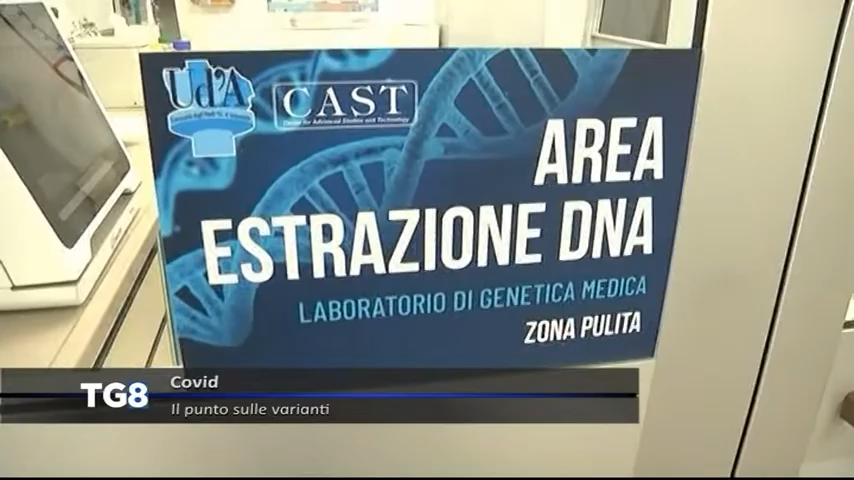 Ud'A
CAST
Center for Advanced Studies and Technology
AREA
ESTRAZIONE DNA
LABORATORIO DI GENETICA MEDICA
ZONA PULITA
TG8
Covid
Il punto sulle varianti